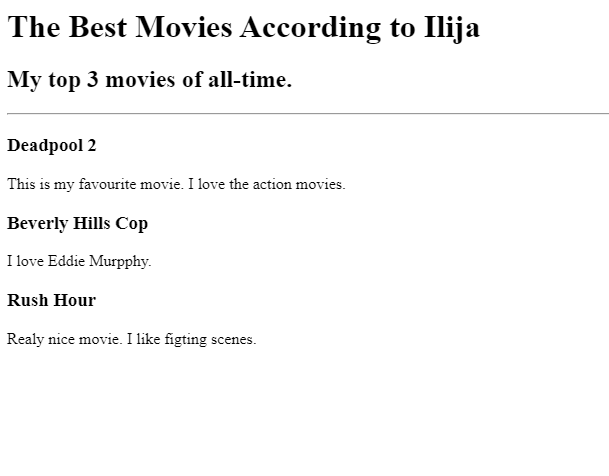 The Best Movies According to Ilija
My top 3 movies of all-time.
Deadpool 2
This is my favourite movie. I love the action movies.
Beverly Hills Cop
I love Eddie Murpphy.
Rush Hour
Realy nice movie. I like figting scenes.